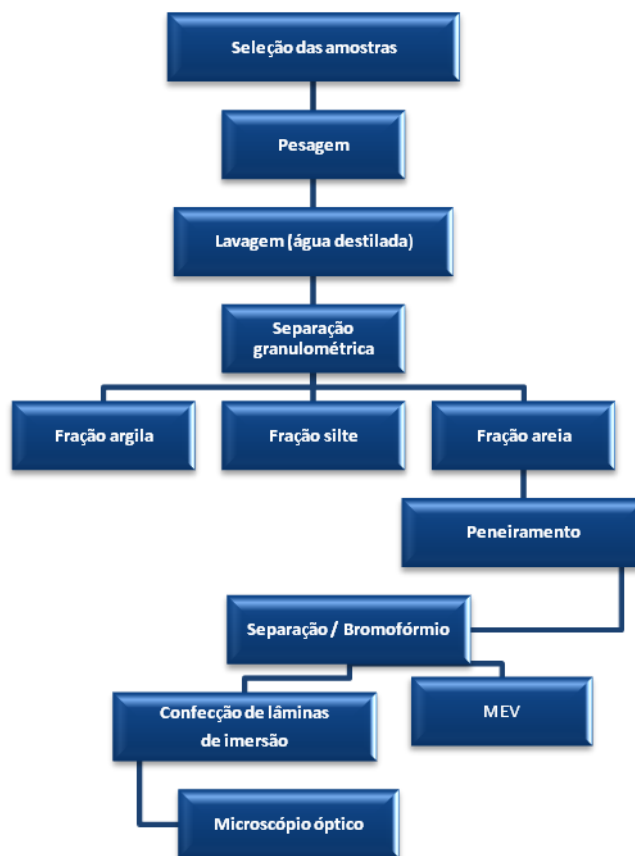 Seleção das amostras
Pesagem
Lavagem (água destilada)
Separação
granulométrica
Fração argila
Fração silte
Fração areia
Peneiramento
Separação / Bromofórmio
MEV
Confecção de lâminas
de imersão
Microscópio óptico